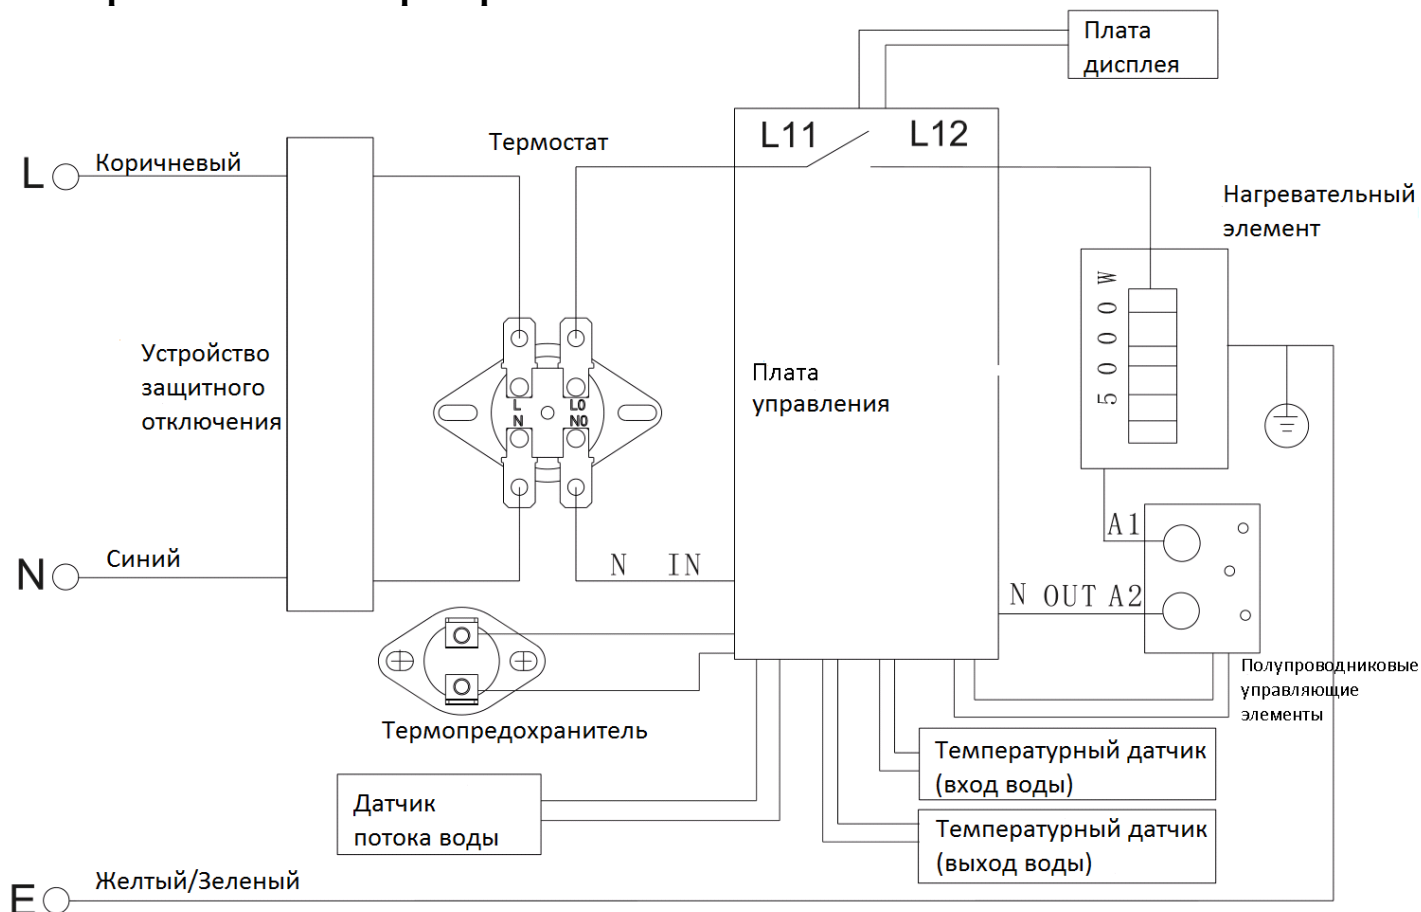 Плата
дисплея
L11
L12
Термостат
L
Коричневый
Нагревательный
элемент
5000W
Устройство
защитного
отключения
Плата
управления
L
LO
N
NO
A1
N
Синий
N IN
N OUT A2
Полупроводниковые
управляющие
элементы
Термопредохранитель
Температурный датчик
(вход воды)
Датчик
потока воды
Температурный датчик
(выход воды)
E
Желтый/Зеленый